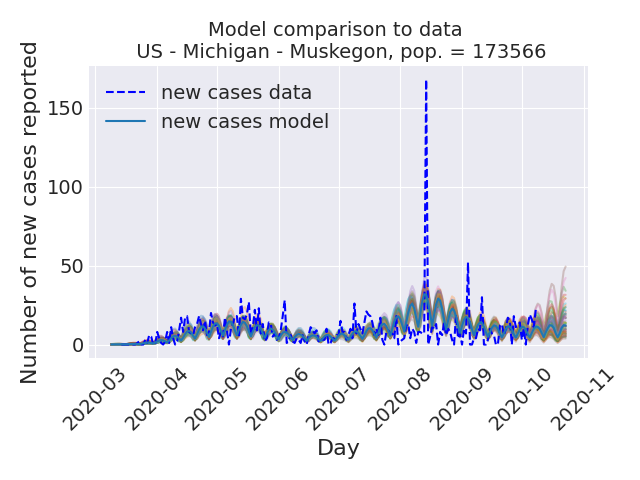 Model comparison to data
US - Michigan - Muskegon, pop. = 173566
Number of new cases reported
150
100
50
0
new cases data
new cases model
2020-03
2020-04
2020-05
2020-06
2020-07
2020-08
2020-09
2020-10
2020-11
Day